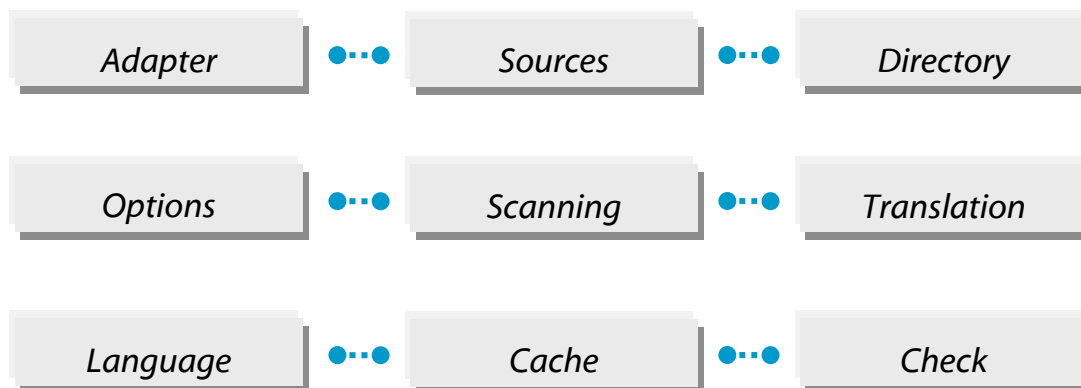 Adapter Sources Directory
Options Scanning Translation
Language Cache Check